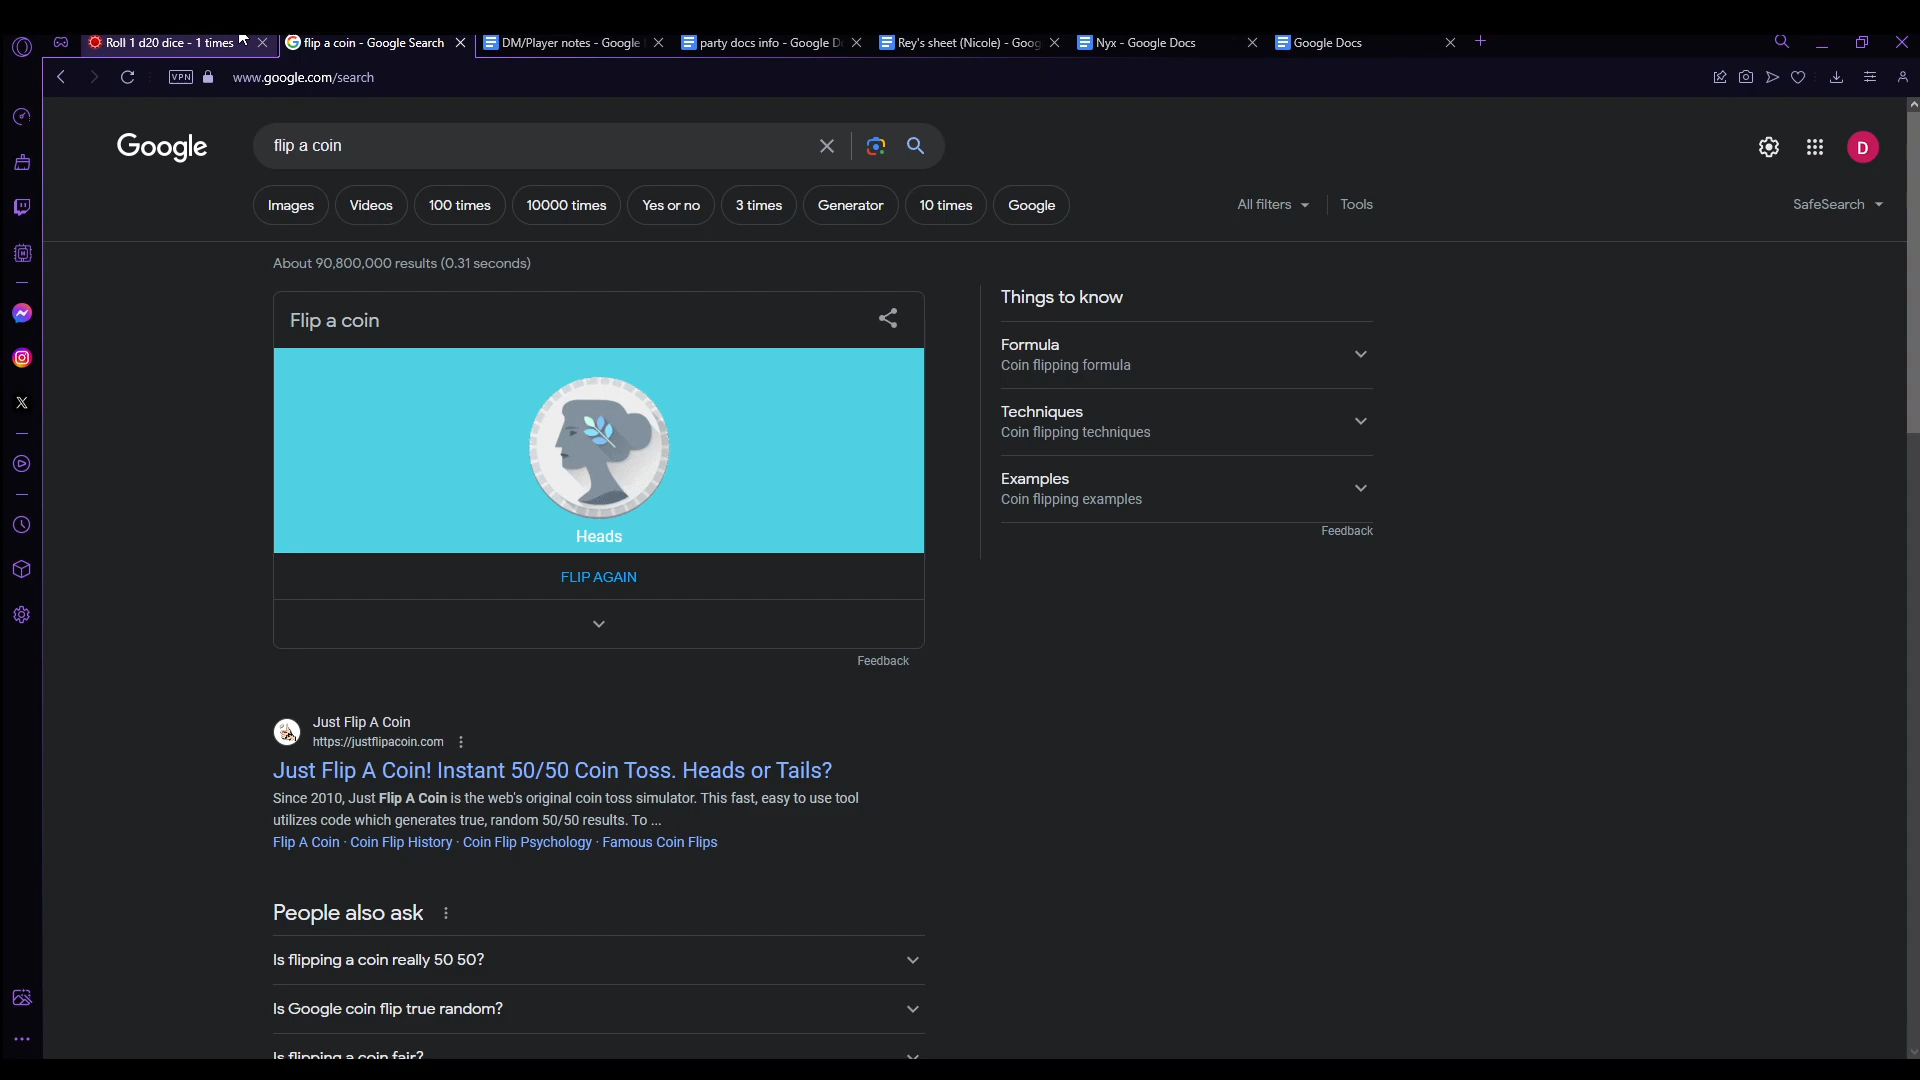 Roll 1 d20 dice - 1 times
flip a coin - Google Search
DM/Player notes - Google
party docs info - Google D
Rey's sheet (Nicole) - Goog
Nyx - Google Docs
Google Docs
VPN
www.google.com/search
Google
flip a coin
D
Images
Videos
100 times
10000 times
Yes or no
3 times
Generator
10 times
Google
All filters
Tools
SafeSearch
About 90,800,000 results (0.31 seconds)
Flip a coin
Heads
FLIP AGAIN
Feedback
Things to know
Formula
Coin flipping formula
Techniques
Coin flipping techniques
Examples
Coin flipping examples
Feedback
Just Flip A Coin
https://justflipacoin.com
Just Flip A Coin! Instant 50/50 Coin Toss. Heads or Tails?
Since 2010, Just Flip A Coin is the web's original coin toss simulator. This fast, easy to use tool
utilizes code which generates true, random 50/50 results. To ...
Flip A Coin · Coin Flip History · Coin Flip Psychology · Famous Coin Flips
People also ask
Is flipping a coin really 50 50?
Is Google coin flip true random?
Is flipping a coin fair?